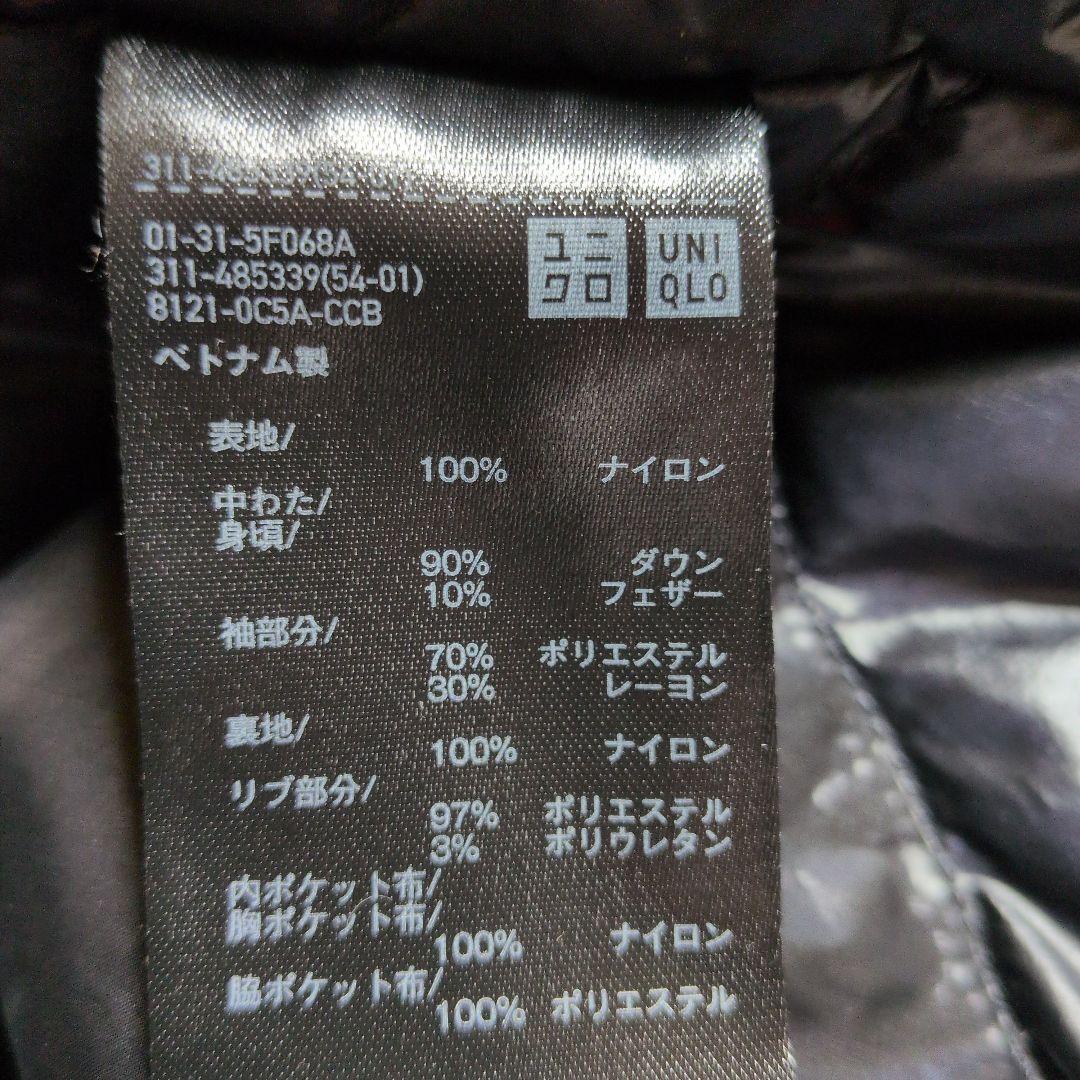 01-31-5F068A
311-485339(54-01)
8121-0C5A-CCB
ユニ
クロ
UNI
QLO
ベトナム製
表地/
100% ナイロン
中わた/
身頃/
90% ダウン
10% フェザー
袖部分/
70% ポリエステル
30% レーヨン
裏地/
100% ナイロン
リブ部分/
97% ポリエステル
3% ポリウレタン
内ポケット布/
胸ポケット布/
100% ナイロン
脇ポケット布/
100% ポリエステル